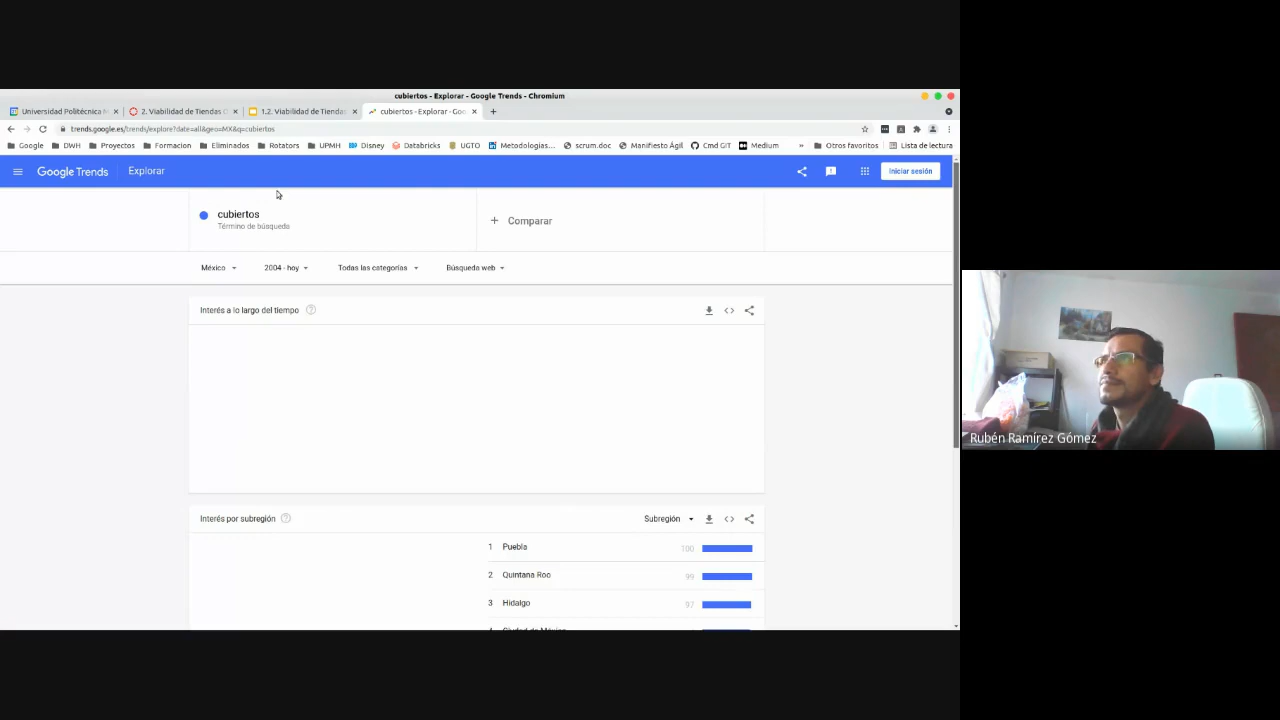 cubiertos - Explorar - Google Trends - Chromium
Universidad Politécnica
2. Viabilidad de Tiendas
1.2. Viabilidad de Tiendas
cubiertos - Explorar - Goo
trends.google.es/trends/explore?date=all&geo=MX&q=cubiertos
Google DWH Proyectos Formacion Eliminados Rotators UPMH Disney Databricks UGTO Metodologias... scrum.doc Manifiesto Ágil Cmd GIT Medium » Otros favoritos Lista de lectura
Google Trends Explorar Iniciar sesión
cubiertos
Término de búsqueda
+ Comparar
México 2004 - hoy Todas las categorías Búsqueda web
Interés a lo largo del tiempo
Interés por subregión Subregión
1 Puebla 100
2 Quintana Roo 99
3 Hidalgo 97
Rubén Ramírez Gómez